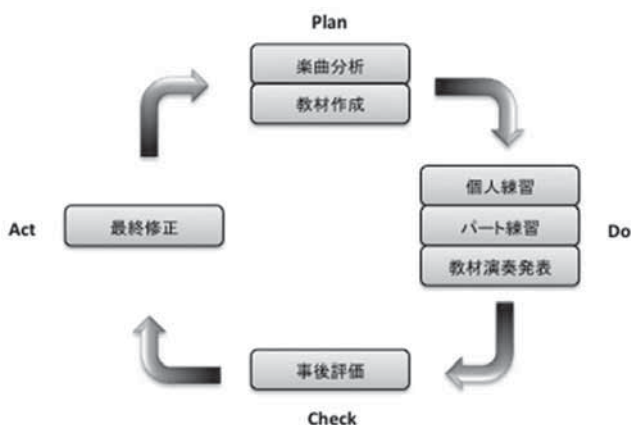 Plan
楽曲分析
教材作成
個人練習
パート練習
教材演奏発表
Do
Act
最終修正
事後評価
Check